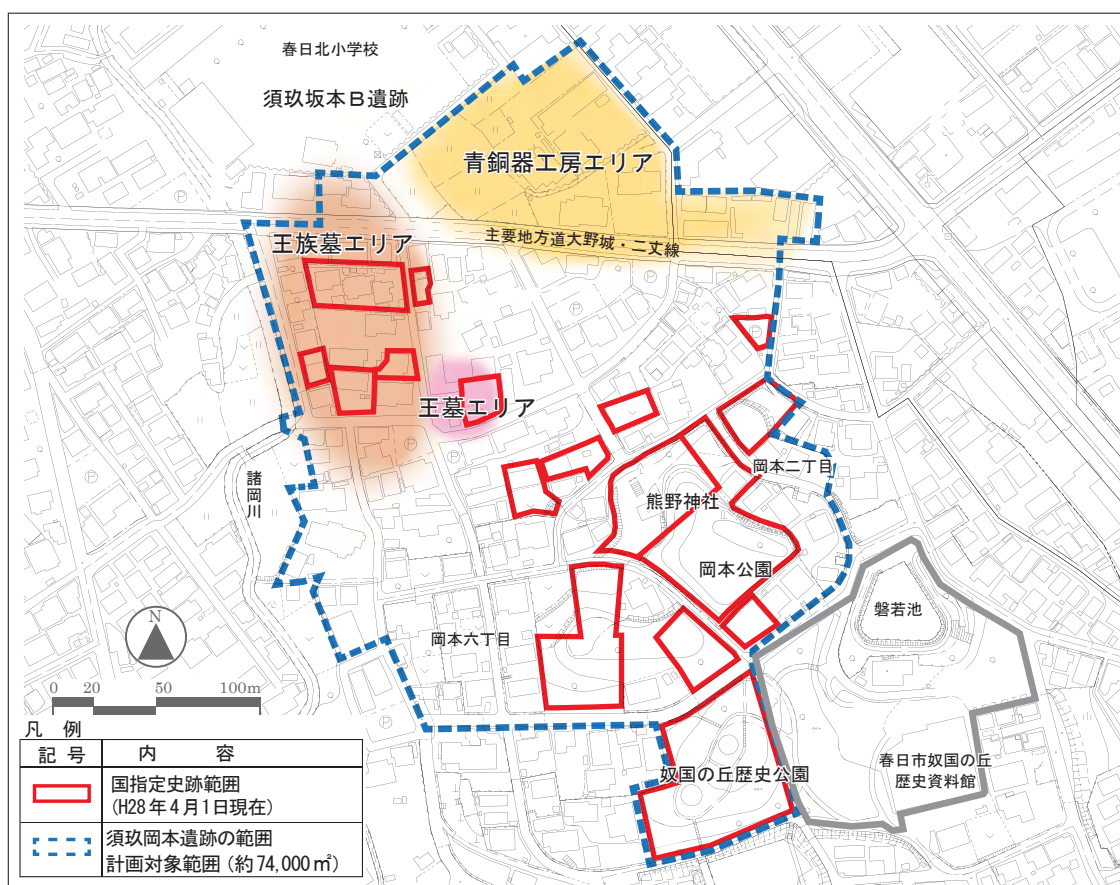 春日北小学校
須玖坂本B遺跡
青銅器工房エリア
主要地方道大野城・二丈線
王族墓エリア
王墓エリア
岡本二丁目
熊野神社
諸岡川
岡本公園
磐若池
岡本六丁目
N
0 20 50 100m
奴国の丘歴史公園
春日市奴国の丘
歴史資料館
凡 例
記 号 内 容
国指定史跡範囲
(H28年4月1日現在)
須玖岡本遺跡の範囲
計画対象範囲(約74,000㎡)
P
P
P
P
P
P